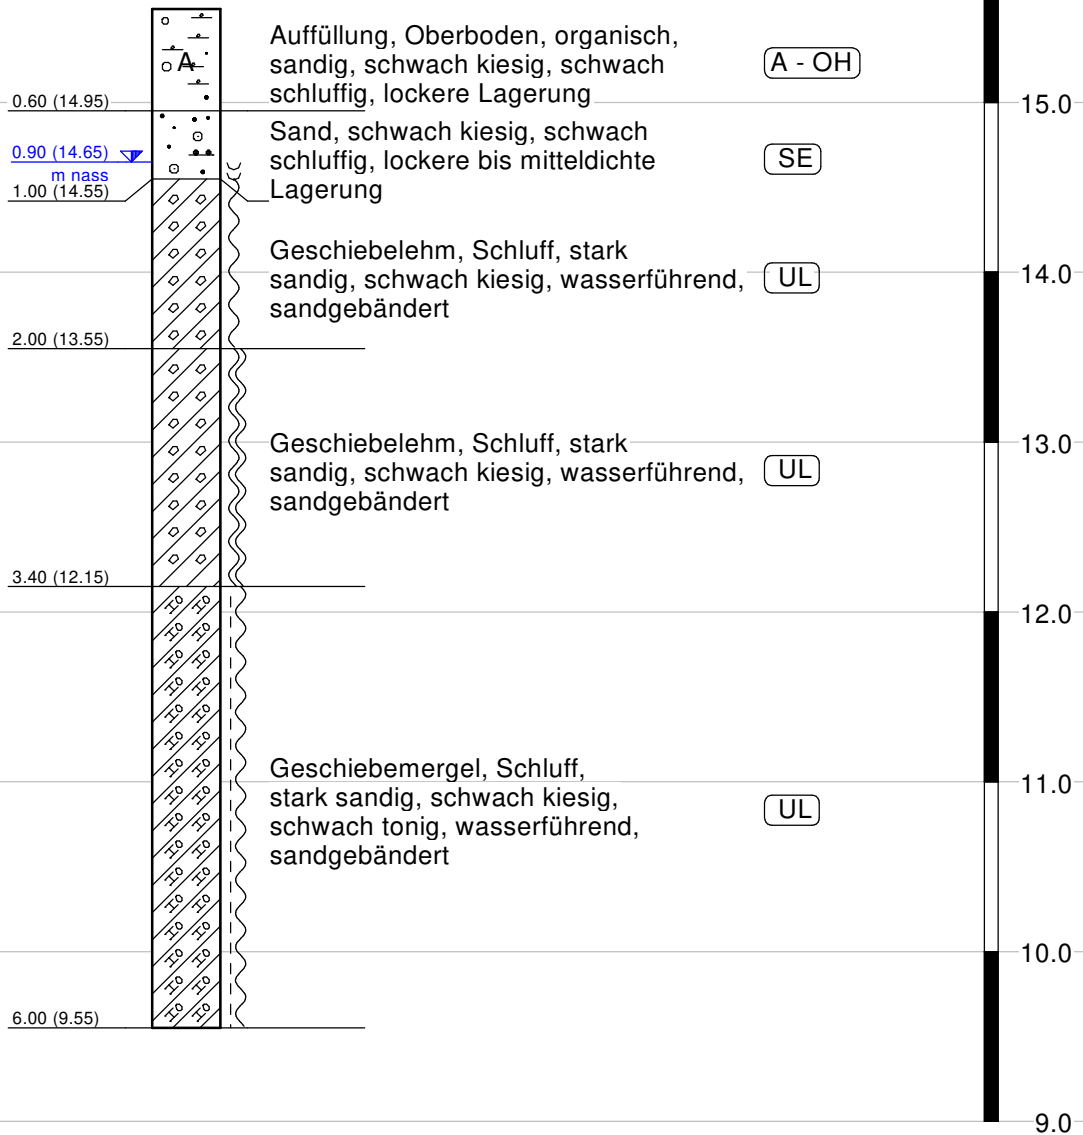 Auffüllung, Oberboden, organisch,
sandig, schwach kiesig, schwach
schluffig, lockere Lagerung
A - OH
A
0.60 (14.95)
15.0
Sand, schwach kiesig, schwach
schluffig, lockere bis mitteldichte
Lagerung
SE
0.90 (14.65)
m nass
1.00 (14.55)
Geschiebelehm, Schluff, stark
sandig, schwach kiesig, wasserführend,
sandgebändert
UL
14.0
2.00 (13.55)
13.0
Geschiebelehm, Schluff, stark
sandig, schwach kiesig, wasserführend,
sandgebändert
UL
3.40 (12.15)
12.0
Geschiebemergel, Schluff,
stark sandig, schwach kiesig,
schwach tonig, wasserführend,
sandgebändert
UL
11.0
10.0
6.00 (9.55)
9.0